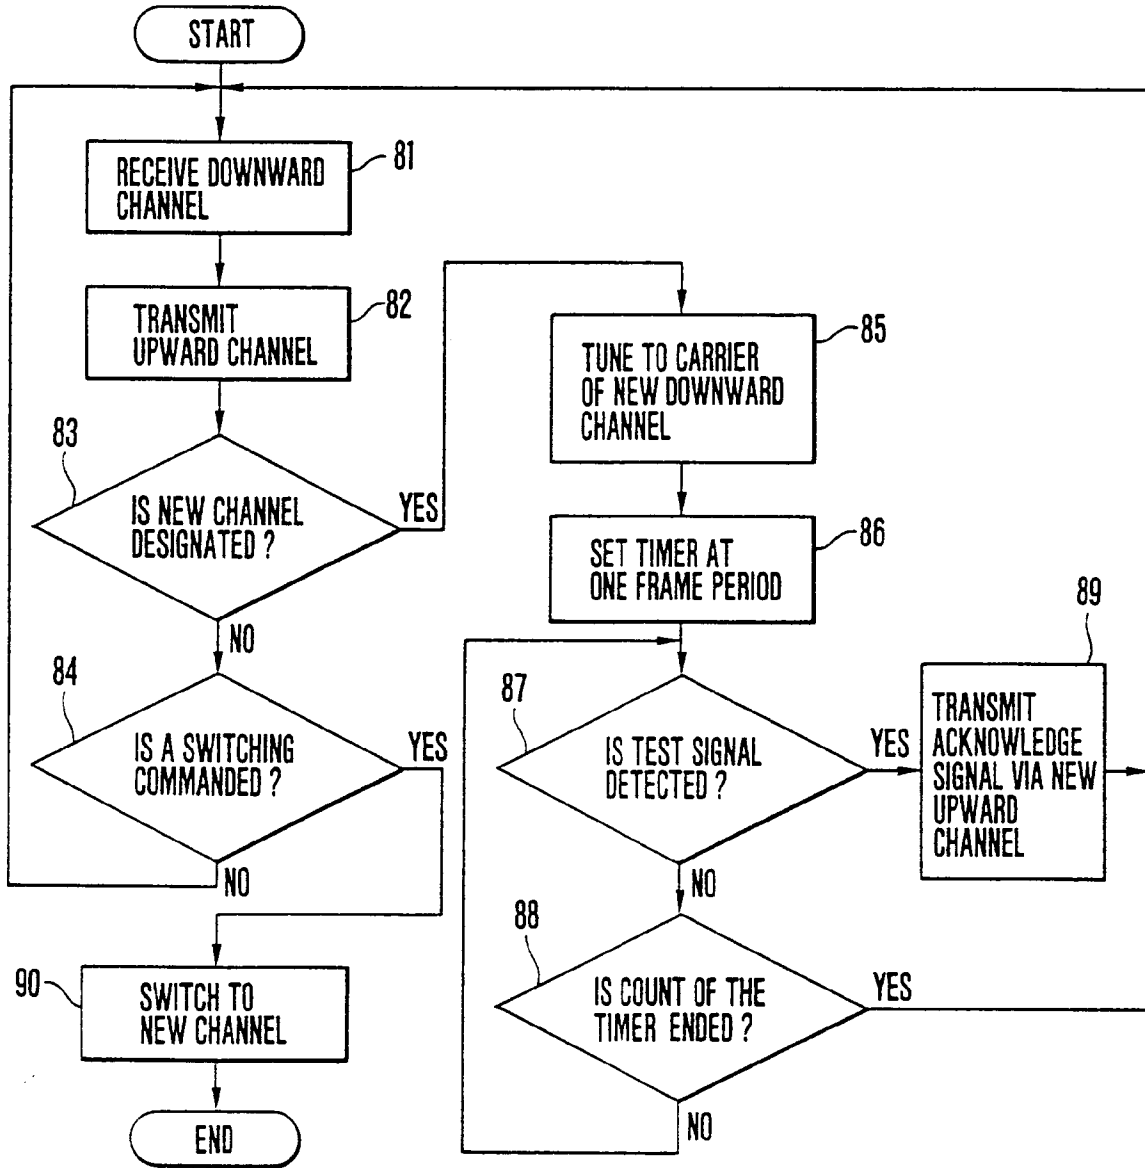 START
RECEIVE DOWNWARD
CHANNEL
81
TRANSMIT
UPWARD CHANNEL
82
83
IS NEW CHANNEL
DESIGNATED ?
YES
NO
84
IS A SWITCHING
COMMANDED ?
YES
NO
90
SWITCH TO
NEW CHANNEL
END
85
TUNE TO CARRIER
OF NEW DOWNWARD
CHANNEL
86
SET TIMER AT
ONE FRAME PERIOD
87
IS TEST SIGNAL
DETECTED ?
YES
NO
88
IS COUNT OF THE
TIMER ENDED ?
YES
NO
89
TRANSMIT
ACKNOWLEDGE
SIGNAL VIA NEW
UPWARD
CHANNEL